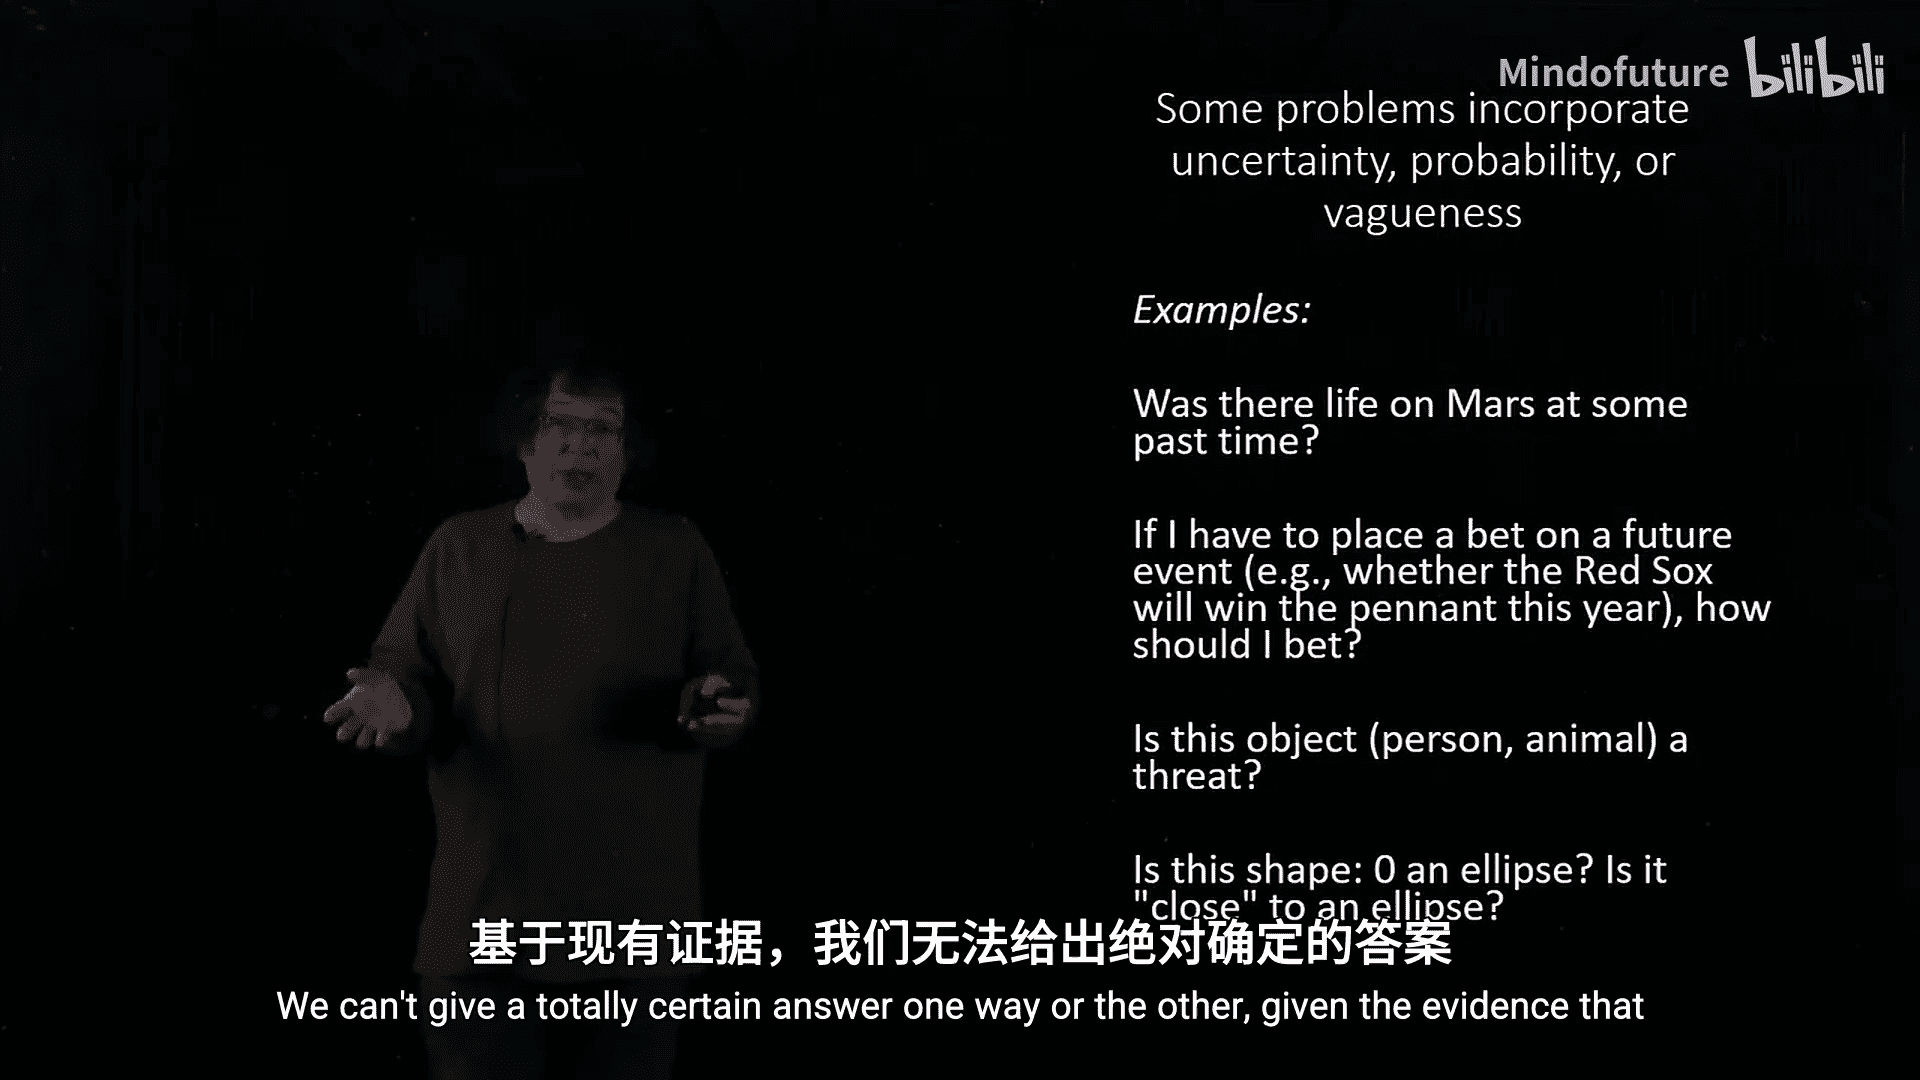 Mindofuture bilibili
Some problems incorporate
uncertainty, probability, or
vagueness
Examples:
Was there life on Mars at some
past time?
If I have to place a bet on a future
event (e.g., whether the Red Sox
will win the pennant this year), how
should I bet?
Is this object (person, animal) a
threat?
Is this shape: 0 an ellipse? Is it
"close" to an ellipse?
基于现有证据，我们无法给出绝对确定的答案
We can't give a totally certain answer one way or the other, given the evidence that